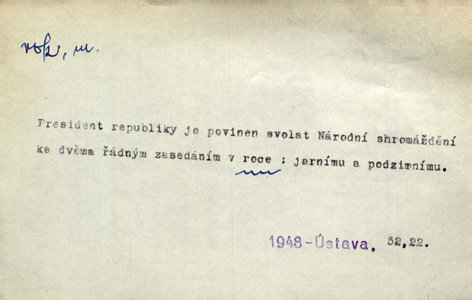 rok, m.
President republiky je povinen svolat Národní shromáždění
ke dvěma řádným zasedáním v roce : jarnímu a podzimnímu.
1948-Ústava. 52,22.